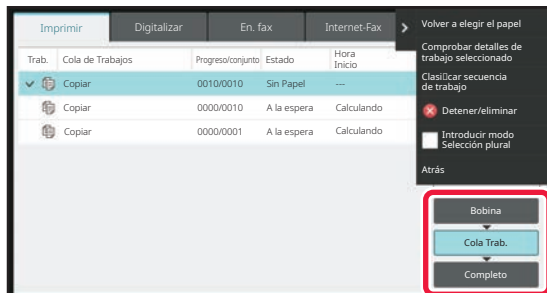 Imprimir Digitalizar En. fax Internet-Fax
Trab. Cola de Trabajos Progreso/conjunto Estado Hora Inicio
Copiar 0010/0010 Sin Papel ---
Copiar 0000/0010 A la espera Calculando
Copiar 0000/0001 A la espera Calculando
Volver a elegir el papel
Comprobar detalles de
trabajo seleccionado
Clasi▯car secuencia
de trabajo
Detener/eliminar
Introducir modo
Selección plural
Atrás
Bobina
Cola Trab.
Completo